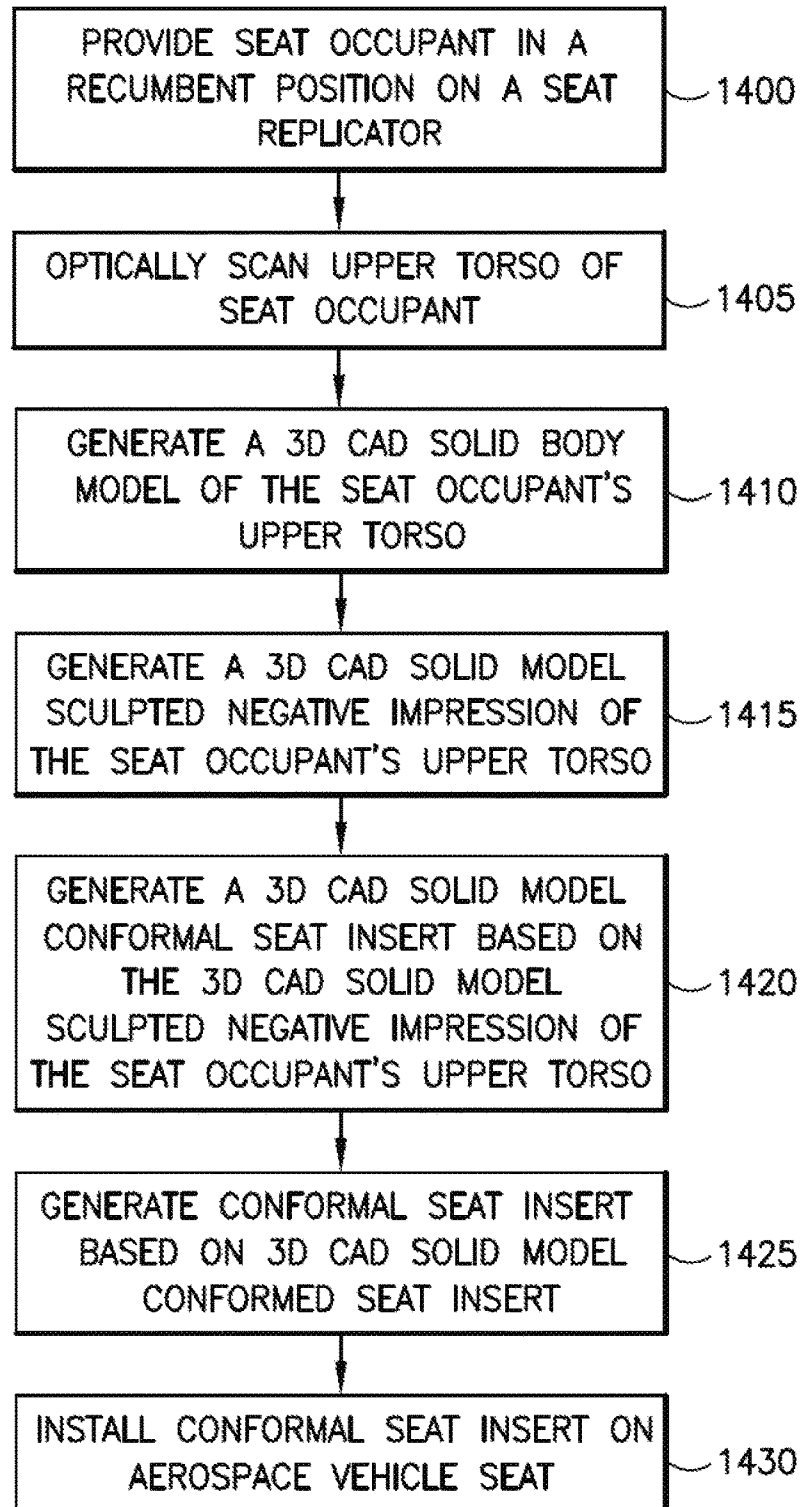 PROVIDE SEAT OCCUPANT IN A
RECUMBENT POSITION ON A SEAT
REPLICATOR
1400
OPTICALLY SCAN UPPER TORSO OF
SEAT OCCUPANT
1405
GENERATE A 3D CAD SOLID BODY
MODEL OF THE SEAT OCCUPANT'S
UPPER TORSO
1410
GENERATE A 3D CAD SOLID MODEL
SCULPTED NEGATIVE IMPRESSION OF
THE SEAT OCCUPANT'S UPPER TORSO
1415
GENERATE A 3D CAD SOLID MODEL
CONFORMAL SEAT INSERT BASED ON
THE 3D CAD SOLID MODEL
SCULPTED NEGATIVE IMPRESSION OF
THE SEAT OCCUPANT'S UPPER TORSO
1420
GENERATE CONFORMAL SEAT INSERT
BASED ON 3D CAD SOLID MODEL
CONFORMED SEAT INSERT
1425
INSTALL CONFORMAL SEAT INSERT ON
AEROSPACE VEHICLE SEAT
1430